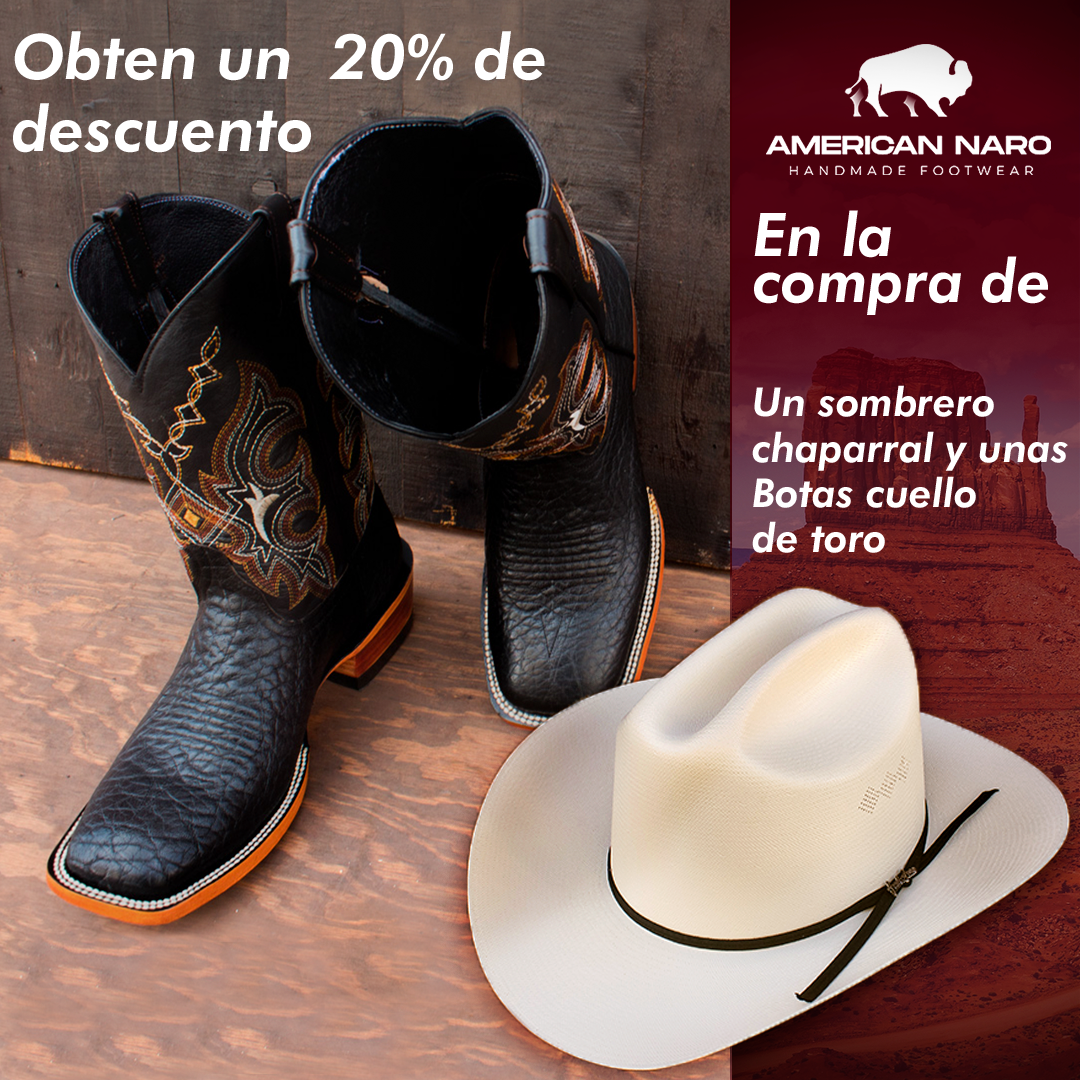 Obten un 20% de
descuento
AMERICAN NARO
HANDMADE FOOTWEAR
En la
compra de
Un sombrero
chaparral y unas
Botas cuello
de toro